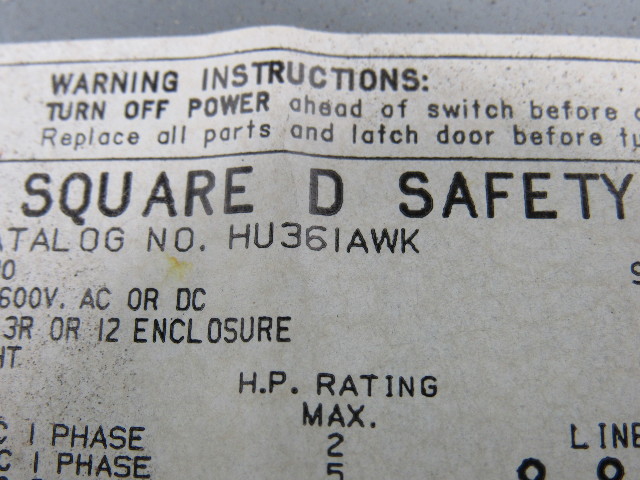 WARNING INSTRUCTIONS:
TURN OFF POWER ahead of switch before
Replace all parts and latch door before
SQUARE D SAFETY
ATALOG NO. HU361AWK
600V. AC OR DC
3R OR 12 ENCLOSURE
H.P. RATING
MAX.
C 1 PHASE 2 LINE
C 1 PHASE 5